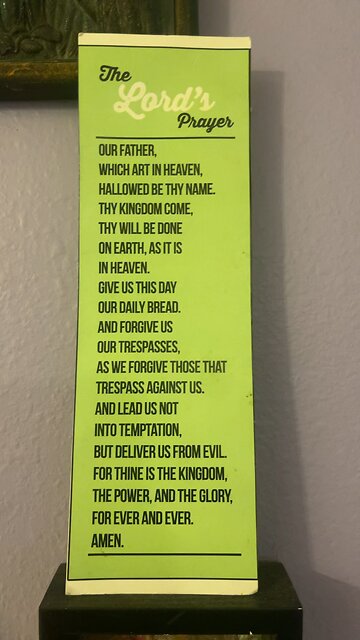 The
Lord's
Prayer
OUR FATHER,
WHICH ART IN HEAVEN,
HALLOWED BE THY NAME.
THY KINGDOM COME,
THY WILL BE DONE
ON EARTH, AS IT IS
IN HEAVEN.
GIVE US THIS DAY
OUR DAILY BREAD.
AND FORGIVE US
OUR TRESPASSES,
AS WE FORGIVE THOSE THAT
TRESPASS AGAINST US.
AND LEAD US NOT
INTO TEMPTATION,
BUT DELIVER US FROM EVIL.
FOR THINE IS THE KINGDOM,
THE POWER, AND THE GLORY,
FOR EVER AND EVER.
AMEN.